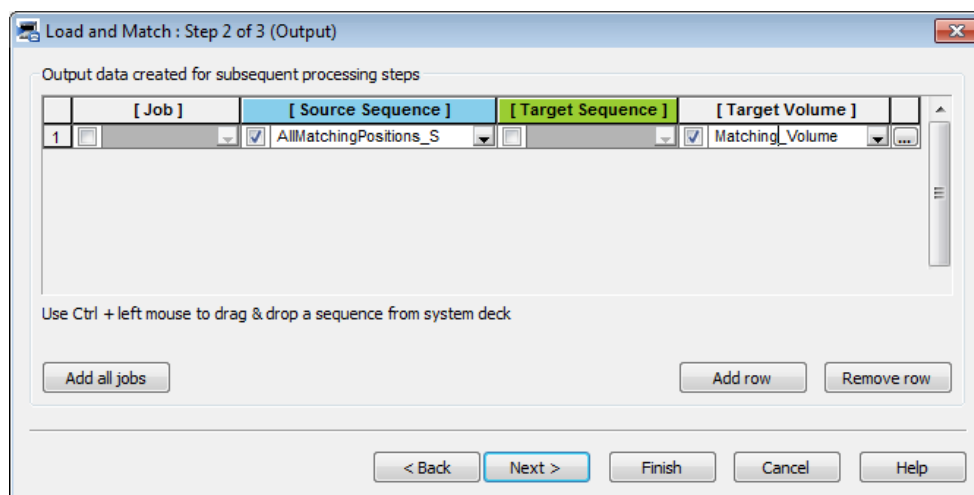 Load and Match : Step 2 of 3 (Output)
Output data created for subsequent processing steps
[ Job ] [ Source Sequence ] [ Target Sequence ] [ Target Volume ]
1 AllMatchingPositions_S Matching_Volume ...
Use Ctrl + left mouse to drag & drop a sequence from system deck
Add all jobs Add row Remove row
< Back Next > Finish Cancel Help